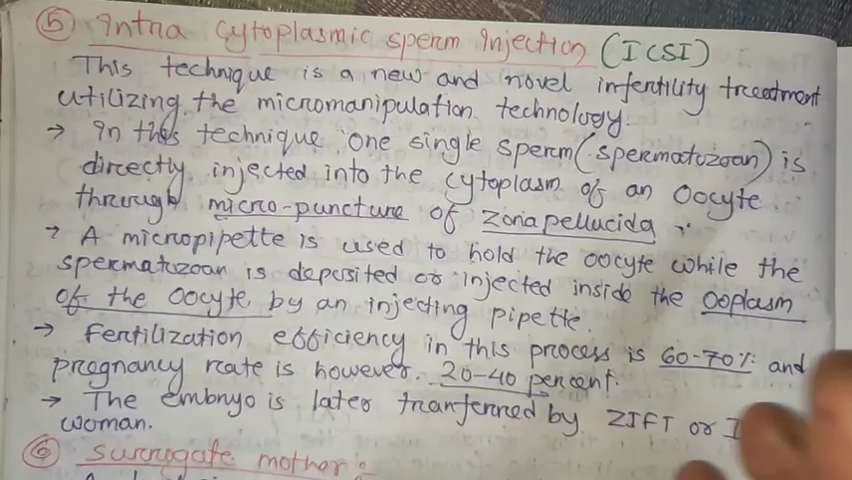 ⑤ Intra cytoplasmic sperm Injection (ICSI)
This technique is a new and novel infertility treatment
utilizing the micromanipulation technology.
→ In this technique one single sperm (spermatozoan) is
directly injected into the cytoplasm of an Oocyte
through micro-puncture of zona pellucida.
→ A micropipette is used to hold the oocyte while the
spermatozoan is deposited or injected inside the ooplasm
of the oocyte by an injecting pipette.
→ Fertilization efficiency in this process is 60-70% and
pregnancy rate is however. 20-40 percent.
→ The embryo is later tranferred by ZIFT or I
woman.
⑥ Surrogate mother :